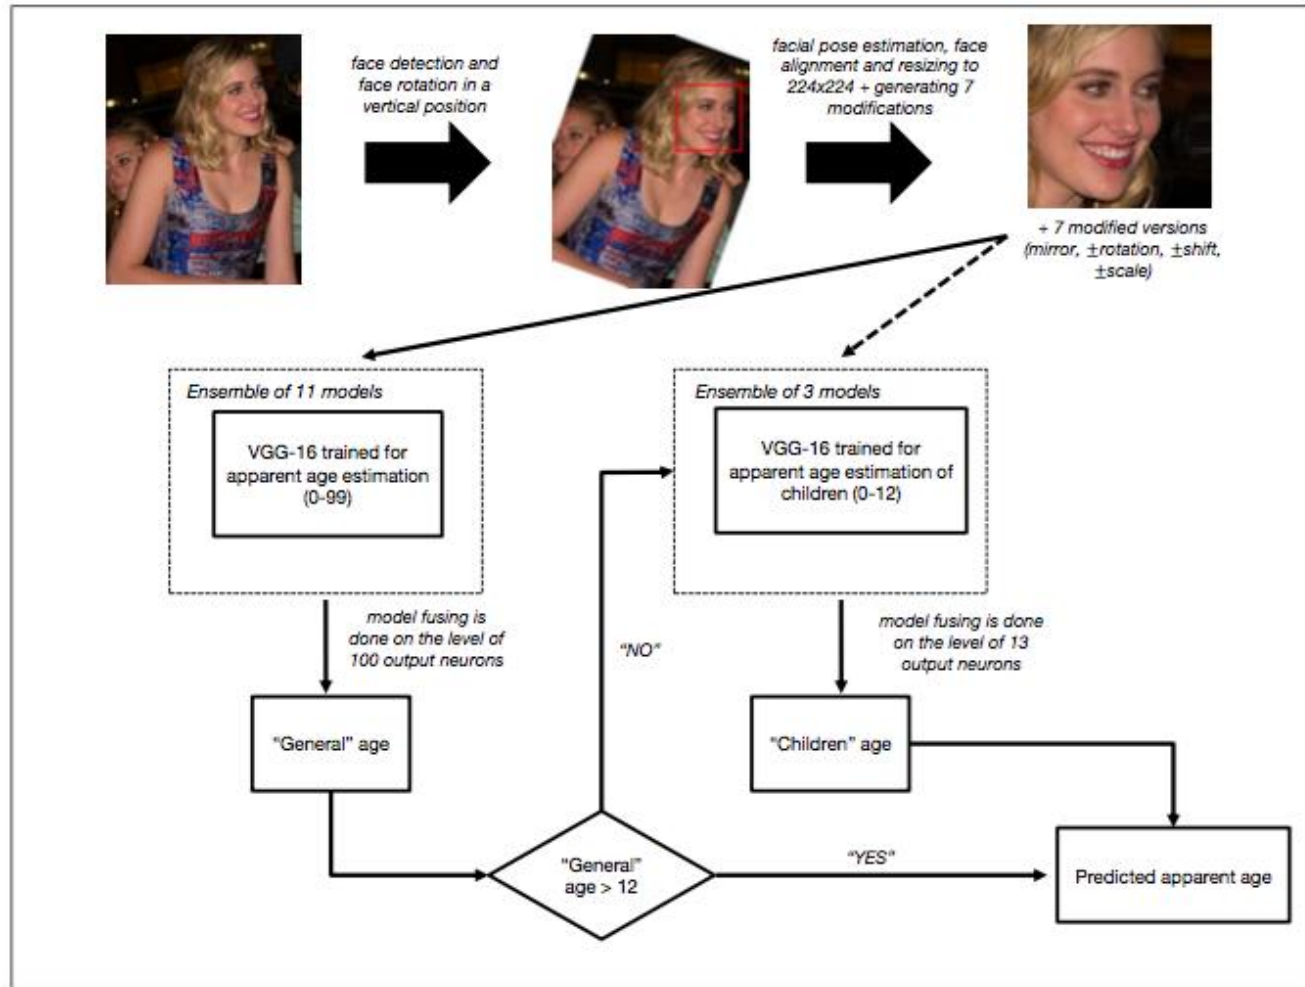 face detection and
face rotation in a
vertical position
facial pose estimation, face
alignment and resizing to
224x224 + generating 7
modifications
+ 7 modified versions
(mirror, ±rotation, ±shift,
±scale)
Ensemble of 11 models
VGG-16 trained for
apparent age estimation
(0-99)
Ensemble of 3 models
VGG-16 trained for
apparent age estimation of
children (0-12)
model fusing is
done on the level of
100 output neurons
"NO"
model fusing is done
on the level of 13
output neurons
"General" age
"Children" age
"General"
age > 12
"YES"
Predicted apparent age